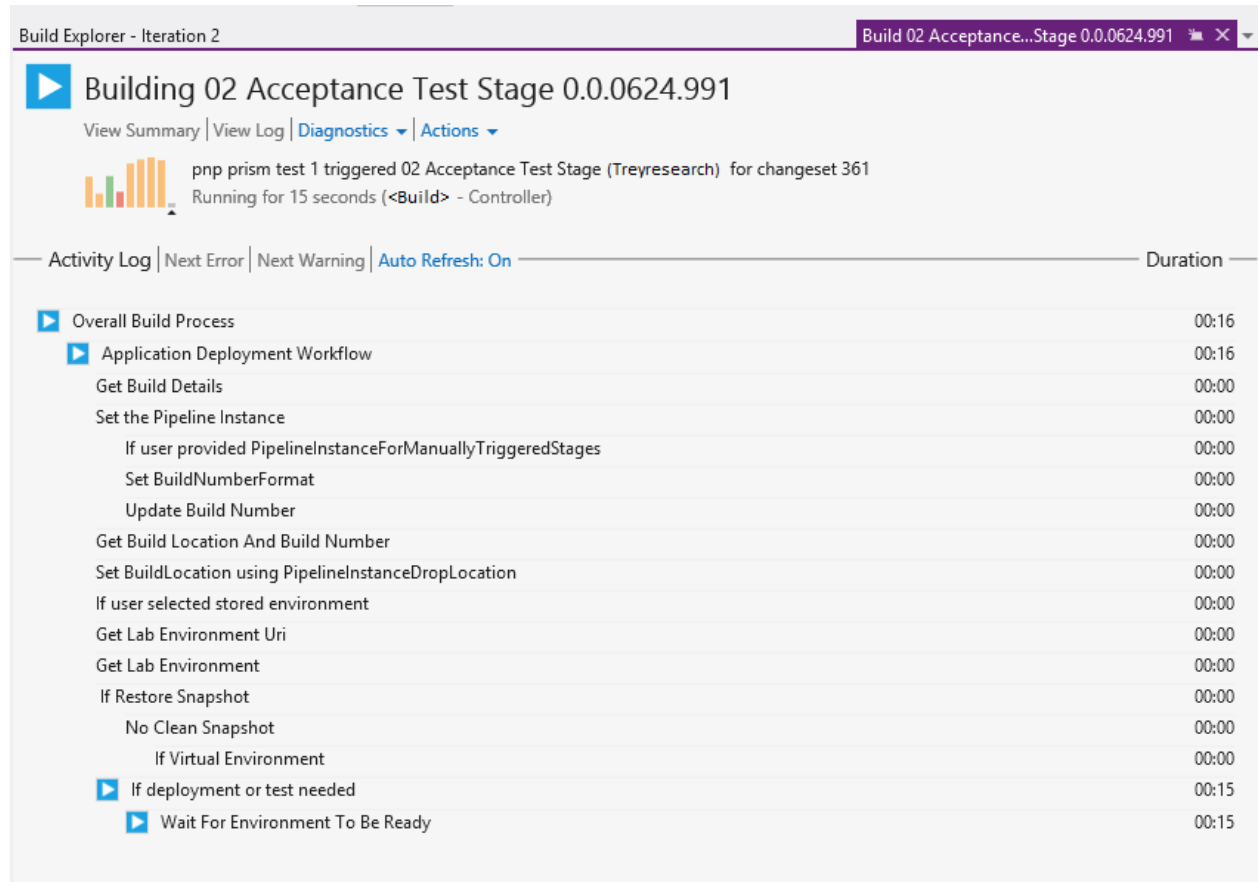 Build Explorer - Iteration 2
Build 02 Acceptance...Stage 0.0.0624.991
Building 02 Acceptance Test Stage 0.0.0624.991
View Summary | View Log | Diagnostics | Actions
pnp prism test 1 triggered 02 Acceptance Test Stage (Treyresearch) for changeset 361
Running for 15 seconds (<Build> - Controller)
Activity Log | Next Error | Next Warning | Auto Refresh: On Duration
Overall Build Process 00:16
Application Deployment Workflow 00:16
Get Build Details 00:00
Set the Pipeline Instance 00:00
If user provided PipelineInstanceForManuallyTriggeredStages 00:00
Set BuildNumberFormat 00:00
Update Build Number 00:00
Get Build Location And Build Number 00:00
Set BuildLocation using PipelineInstanceDropLocation 00:00
If user selected stored environment 00:00
Get Lab Environment Uri 00:00
Get Lab Environment 00:00
If Restore Snapshot 00:00
No Clean Snapshot 00:00
If Virtual Environment 00:00
If deployment or test needed 00:15
Wait For Environment To Be Ready 00:15